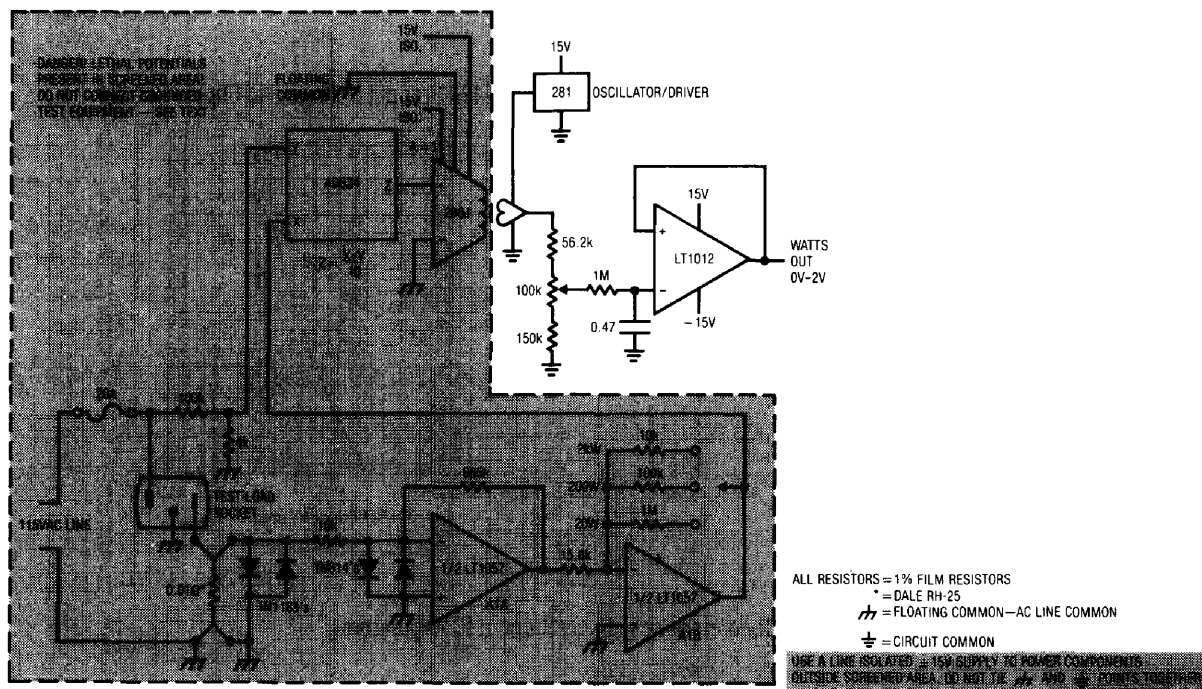 DANGER! LETHAL POTENTIALS
PRESENT IN SCREENED AREA!
DO NOT CONNECT GROUNDED
TEST EQUIPMENT—SEE TEXT
15V
ISO.
FLOATING
COMMON
−15V
ISO.
15V
281
OSCILLATOR/DRIVER
Y
X
Z
56.2k
100k
150k
1M
0.47
15V
+
LT1012
−
−15V
WATTS
OUT
0V-2V
20A
100k
4k
TEST LOAD
SOCKET
115VAC LINE
10k
1/2 LT1057
A1A
2kW
10k
200W
100k
20W
1M
1/2 LT1057
A1B
ALL RESISTORS = 1% FILM RESISTORS
* = DALE RH-25
= FLOATING COMMON—AC LINE COMMON
= CIRCUIT COMMON
USE A LINE ISOLATED ± 15V SUPPLY TO POWER COMPONENTS
OUTSIDE SCREENED AREA. DO NOT TIE AND POINTS TOGETHER